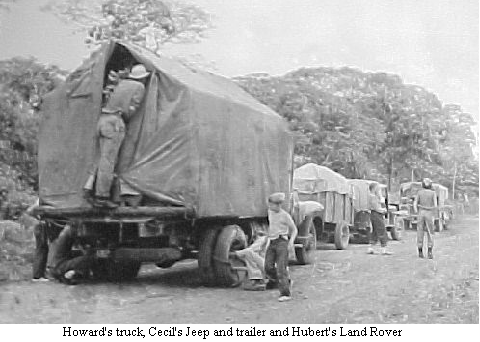 Howard's truck, Cecil's Jeep and trailer and Hubert's Land Rover